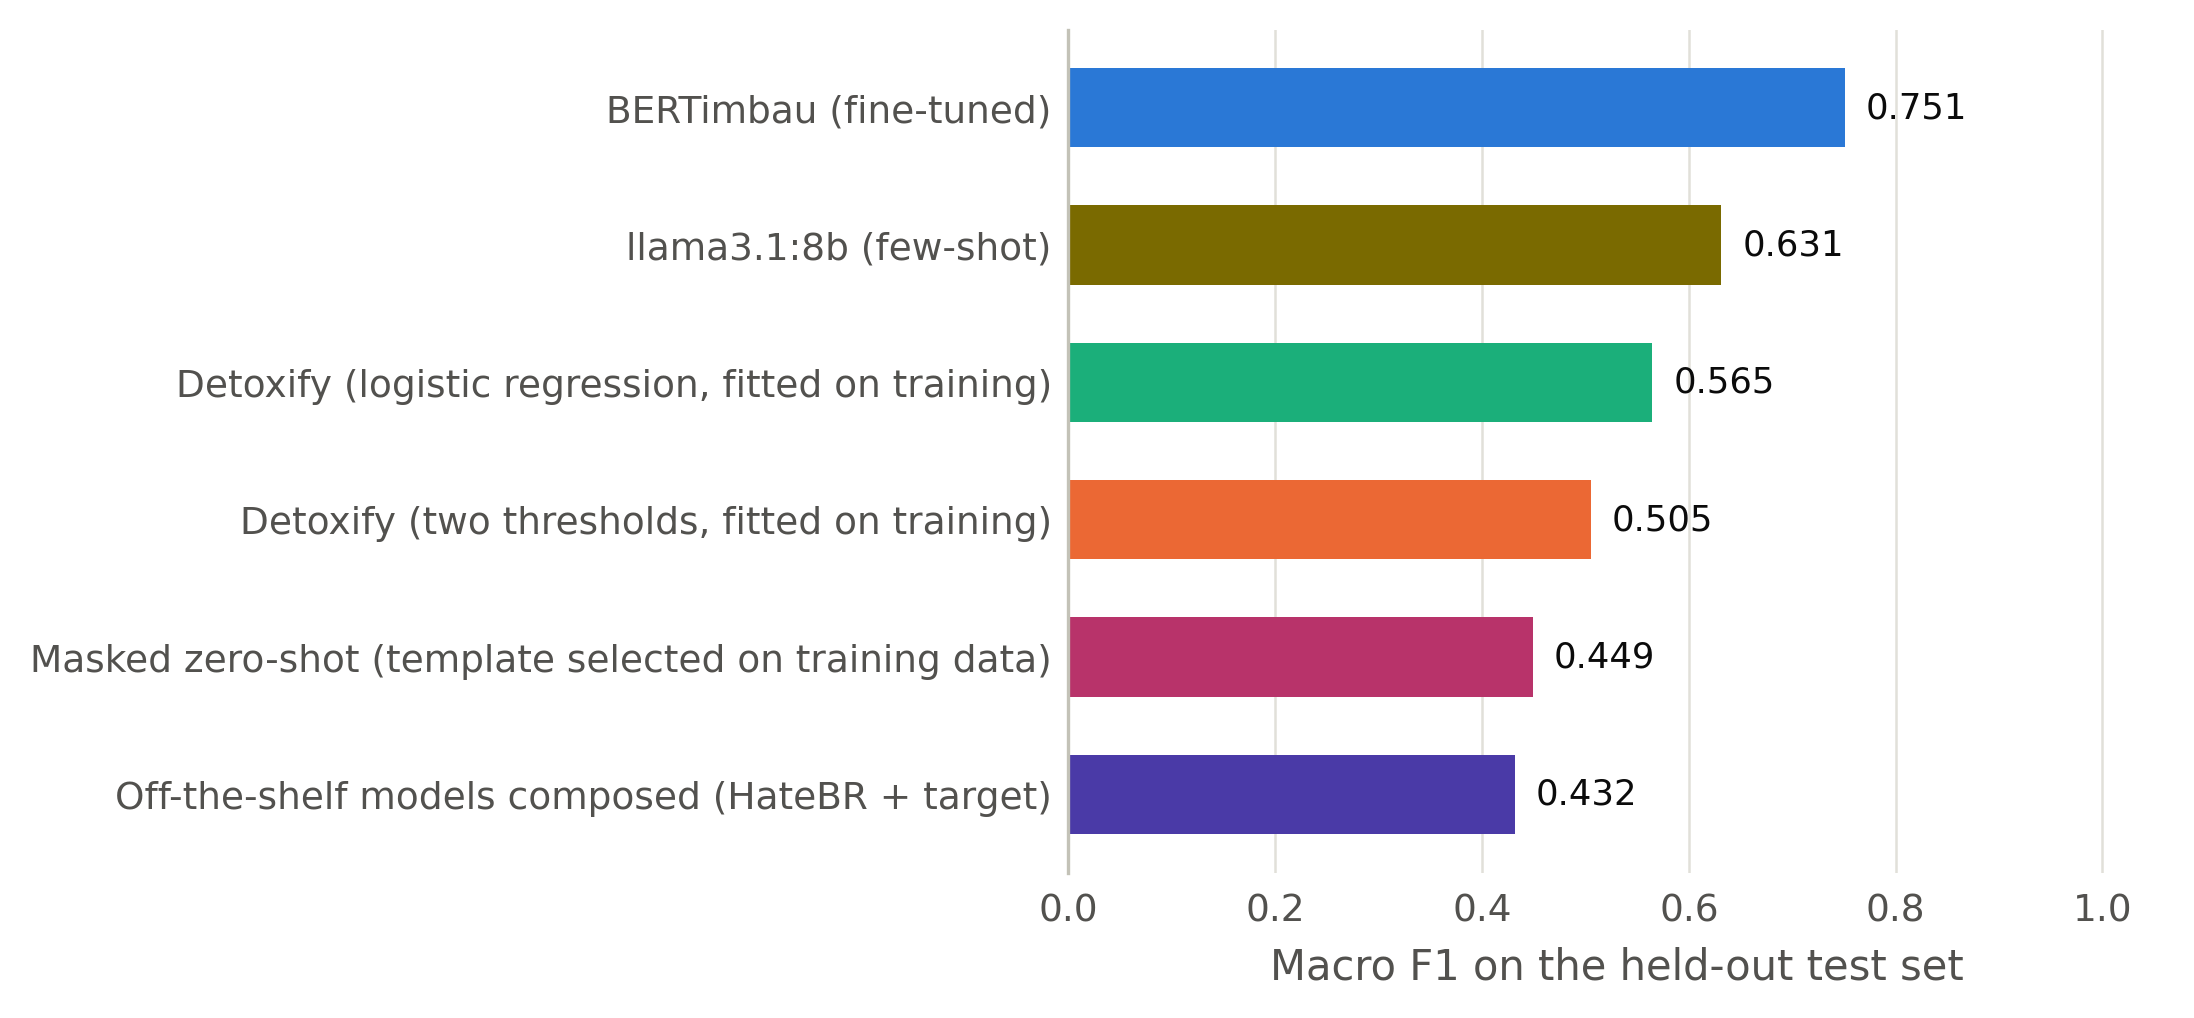 BERTimbau (fine-tuned)
0.751
llama3.1:8b (few-shot)
0.631
Detoxify (logistic regression, fitted on training)
0.565
Detoxify (two thresholds, fitted on training)
0.505
Masked zero-shot (template selected on training data)
0.449
Off-the-shelf models composed (HateBR + target)
0.432
0.0 0.2 0.4 0.6 0.8 1.0
Macro F1 on the held-out test set